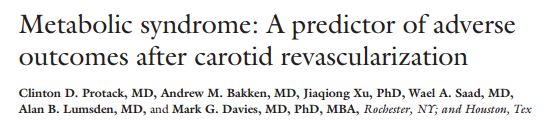 Metabolic syndrome: A predictor of adverse
outcomes after carotid revascularization
Clinton D. Protack, MD, Andrew M. Bakken, MD, Jiaqiong Xu, PhD, Wael A. Saad, MD,
Alan B. Lumsden, MD, and Mark G. Davies, MD, PhD, MBA, Rochester, NY; and Houston, Tex